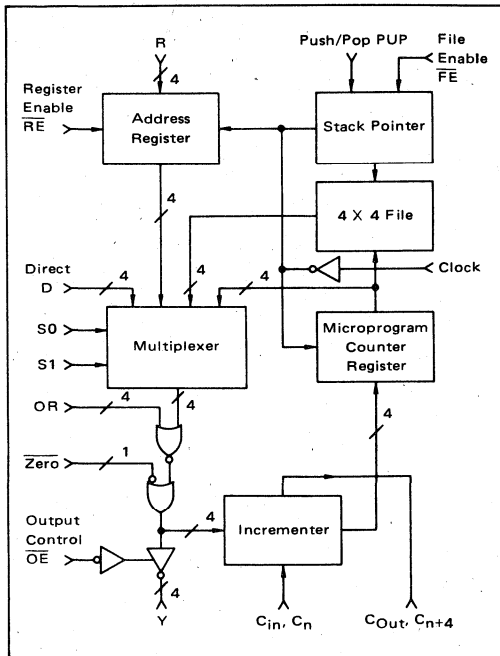 R
4
Push/Pop PUP
File
Enable
FE
Register
Enable
RE
Address
Register
Stack Pointer
4
4 X 4 File
Direct
D
4
4
4
Clock
S0
S1
Multiplexer
Microprogram
Counter
Register
OR
4
4
4
Zero
1
Output
Control
OE
4
Incrementer
4
Y
Cin, Cn
COut, Cn+4